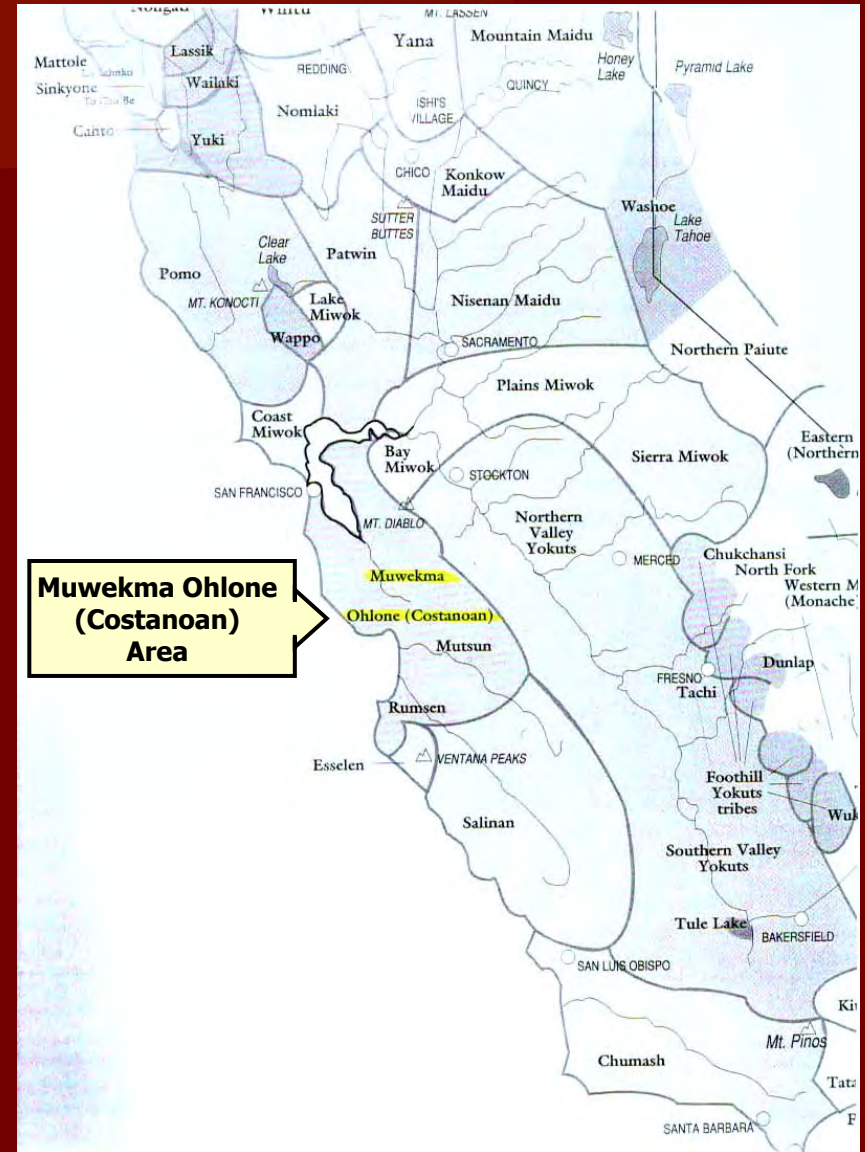 MT. LASSEN
Lassik
Yana
Mountain Maidu
Mattole
Honey
Lake
Pyramid Lake
REDDING
Wailaki
Sinkyone
QUINCY
ISHI'S
VILLAGE
Nomlaki
Cahto
Yuki
CHICO
Konkow
Maidu
Washoe
Lake
Tahoe
SUTTER
BUTTES
Clear
Lake
Patwin
Pomo
MT. KONOCTI
Lake
Miwok
Nisenan Maidu
Wappo
SACRAMENTO
Northern Paiute
Plains Miwok
Coast
Miwok
Eastern
(Northern
Bay
Miwok
Sierra Miwok
STOCKTON
SAN FRANCISCO
MT. DIABLO
Northern
Valley
Yokuts
MERCED
Chukchansi
North Fork
Western M
(Monache
Muwekma Ohlone
(Costanoan)
Area
Muwekma
Ohlone (Costanoan)
Mutsun
Dunlap
FRESNO
Tachi
Rumsen
Esselen
VENTANA PEAKS
Foothill
Yokuts
tribes
Wuk
Salinan
Southern Valley
Yokuts
Tule Lake
BAKERSFIELD
SAN LUIS OBISPO
Kit
Mt. Pinos
Chumash
Tata
SANTA BARBARA
F